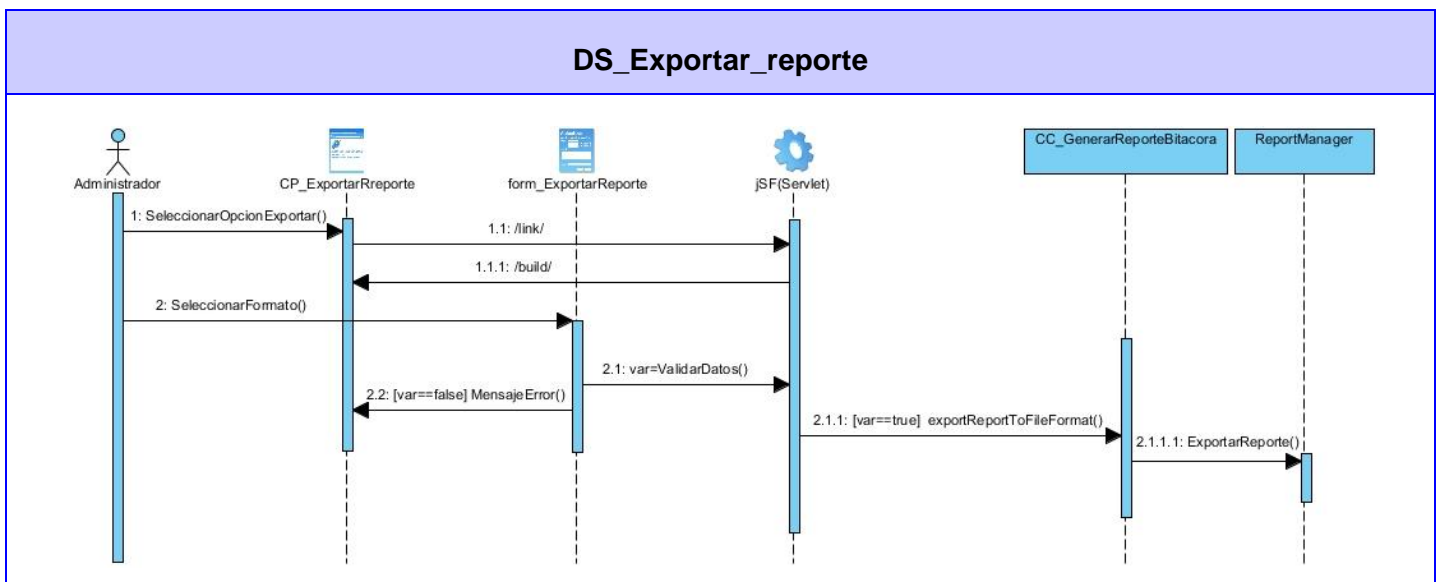 DS_Exportar_reporte
CC_GenerarReporteBitacora
ReportManager
Administrador
CP_ExportarRreporte
form_ExportarReporte
jSF(Servlet)
1: SeleccionarOpcionExportar()
1.1: /link/
1.1.1: /build/
2: SeleccionarFormato()
2.1: var=ValidarDatos()
2.2: [var==false] MensajeError()
2.1.1: [var==true] exportReportToFileFormat()
2.1.1.1: ExportarReporte()